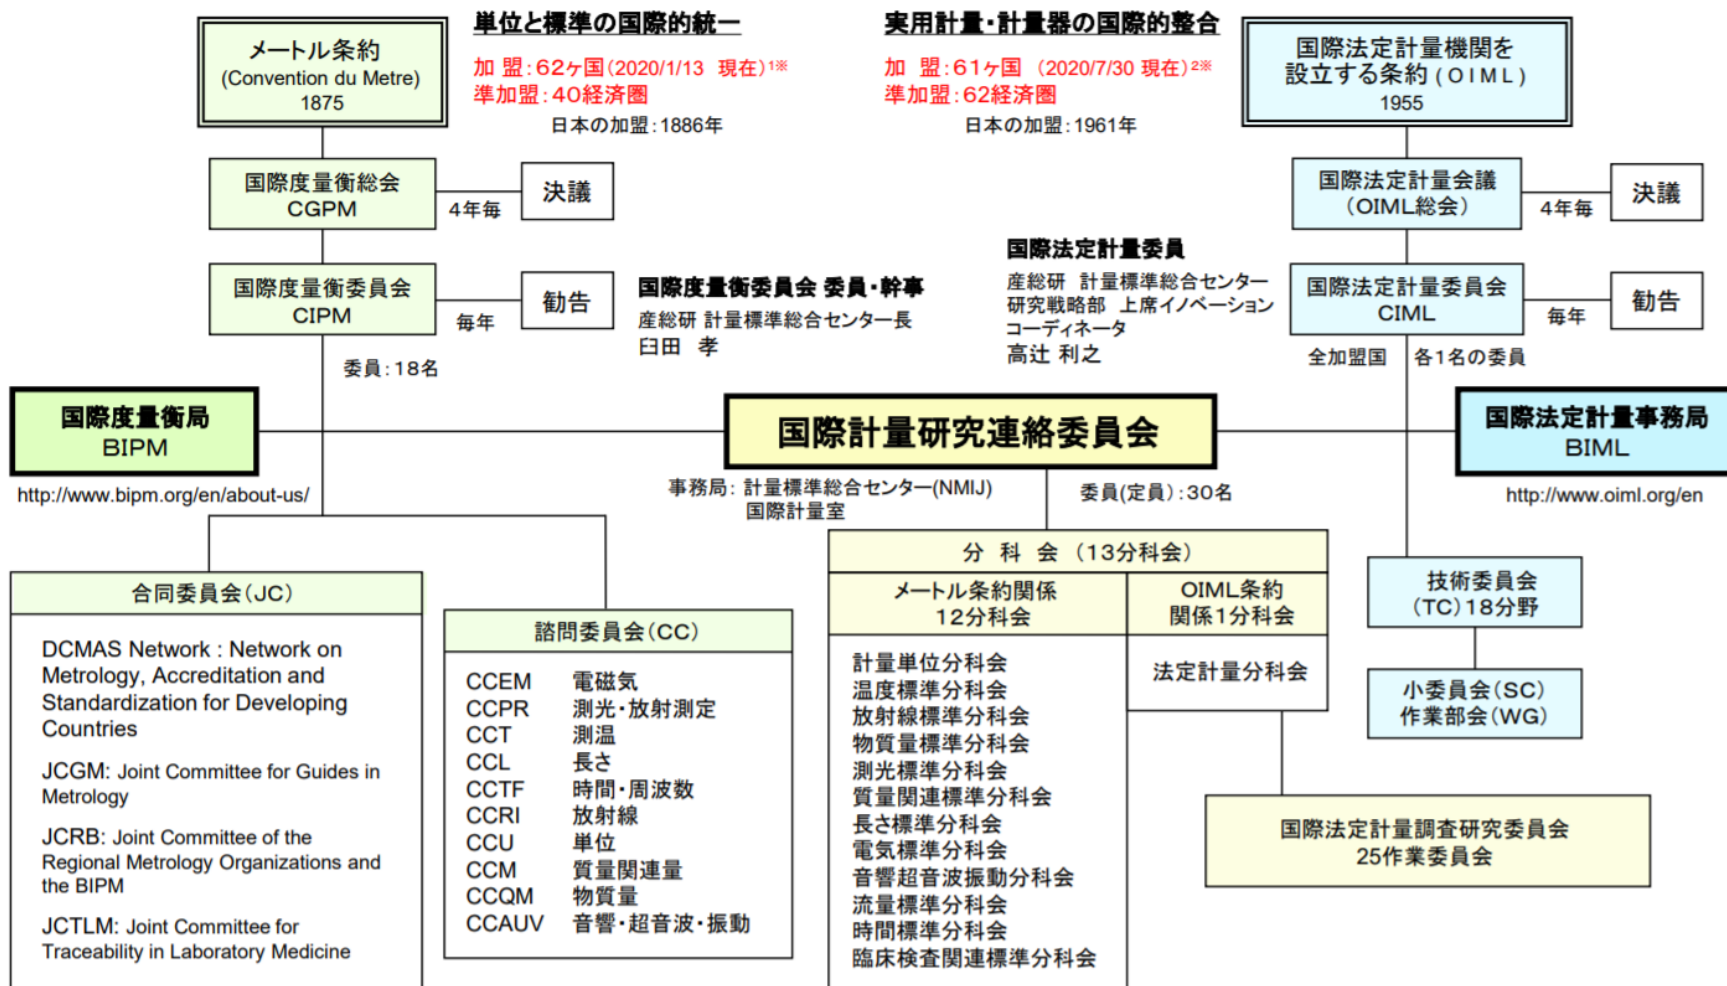 単位と標準の国際的統一
実用計量・計量器の国際的整合
メートル条約
(Convention du Metre)
1875
加 盟:62ヶ国(2020/1/13 現在)¹※
準加盟:40経済圏
日本の加盟:1886年
加 盟:61ヶ国 (2020/7/30 現在)²※
準加盟:62経済圏
日本の加盟:1961年
国際法定計量機関を
設立する条約(OIML)
1955
国際度量衡総会
CGPM
4年毎
決議
国際法定計量会議
(OIML総会)
4年毎
決議
国際度量衡委員会
CIPM
毎年
勧告
委員:18名
国際度量衡委員会 委員・幹事
産総研 計量標準総合センター長
臼田 孝
国際法定計量委員
産総研 計量標準総合センター
研究戦略部 上席イノベーション
コーディネータ
高辻 利之
国際法定計量委員会
CIML
毎年
勧告
全加盟国 各1名の委員
国際度量衡局
BIPM
http://www.bipm.org/en/about-us/
国際計量研究連絡委員会
事務局: 計量標準総合センター(NMIJ)
国際計量室
委員(定員):30名
国際法定計量事務局
BIML
http://www.oiml.org/en
合同委員会(JC)
DCMAS Network : Network on
Metrology, Accreditation and
Standardization for Developing
Countries
JCGM: Joint Committee for Guides in
Metrology
JCRB: Joint Committee of the
Regional Metrology Organizations and
the BIPM
JCTLM: Joint Committee for
Traceability in Laboratory Medicine
諮問委員会(CC)
CCEM 電磁気
CCPR 測光・放射測定
CCT 測温
CCL 長さ
CCTF 時間・周波数
CCRI 放射線
CCU 単位
CCM 質量関連量
CCQM 物質量
CCAUV 音響・超音波・振動
分 科 会 (13分科会)
メートル条約関係
12分科会
計量単位分科会
温度標準分科会
放射線標準分科会
物質量標準分科会
測光標準分科会
質量関連標準分科会
長さ標準分科会
電気標準分科会
音響超音波振動分科会
流量標準分科会
時間標準分科会
臨床検査関連標準分科会
OIML条約
関係1分科会
法定計量分科会
技術委員会
(TC)18分野
小委員会(SC)
作業部会(WG)
国際法定計量調査研究委員会
25作業委員会